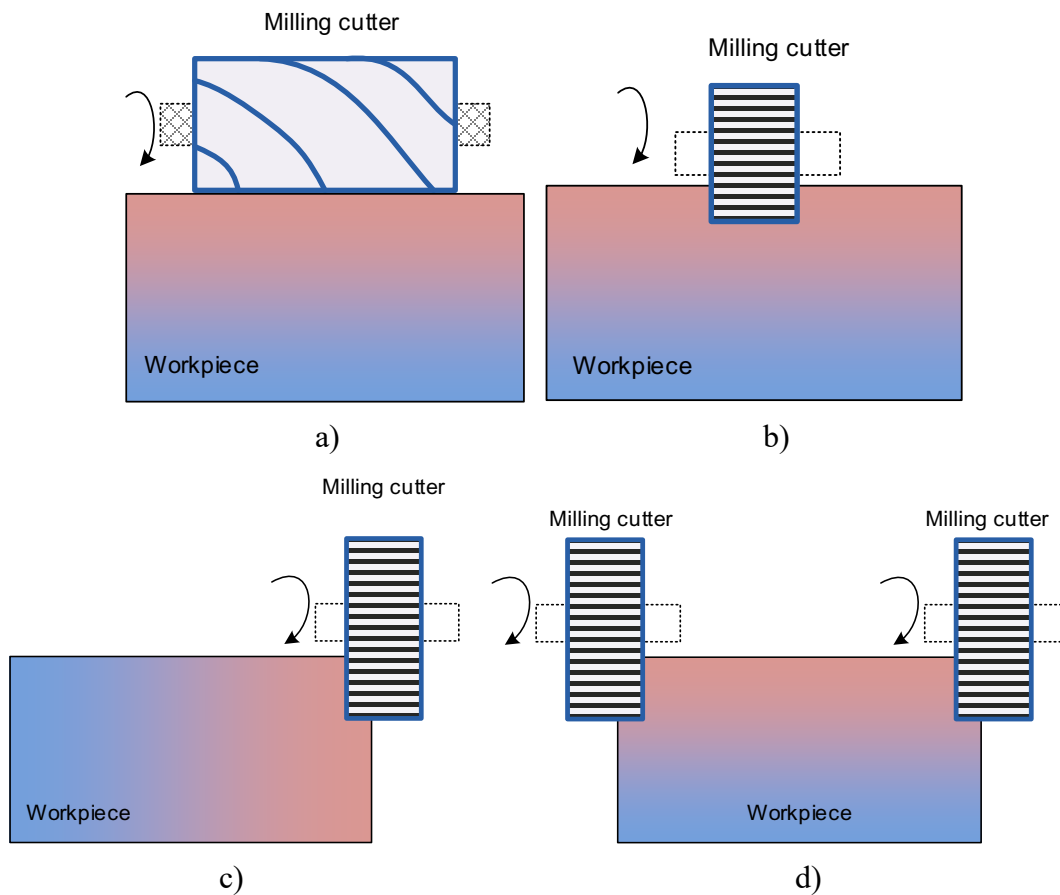 Milling cutter
Milling cutter
Workpiece
Workpiece
a)
b)
Milling cutter
Milling cutter
Milling cutter
Workpiece
Workpiece
c)
d)